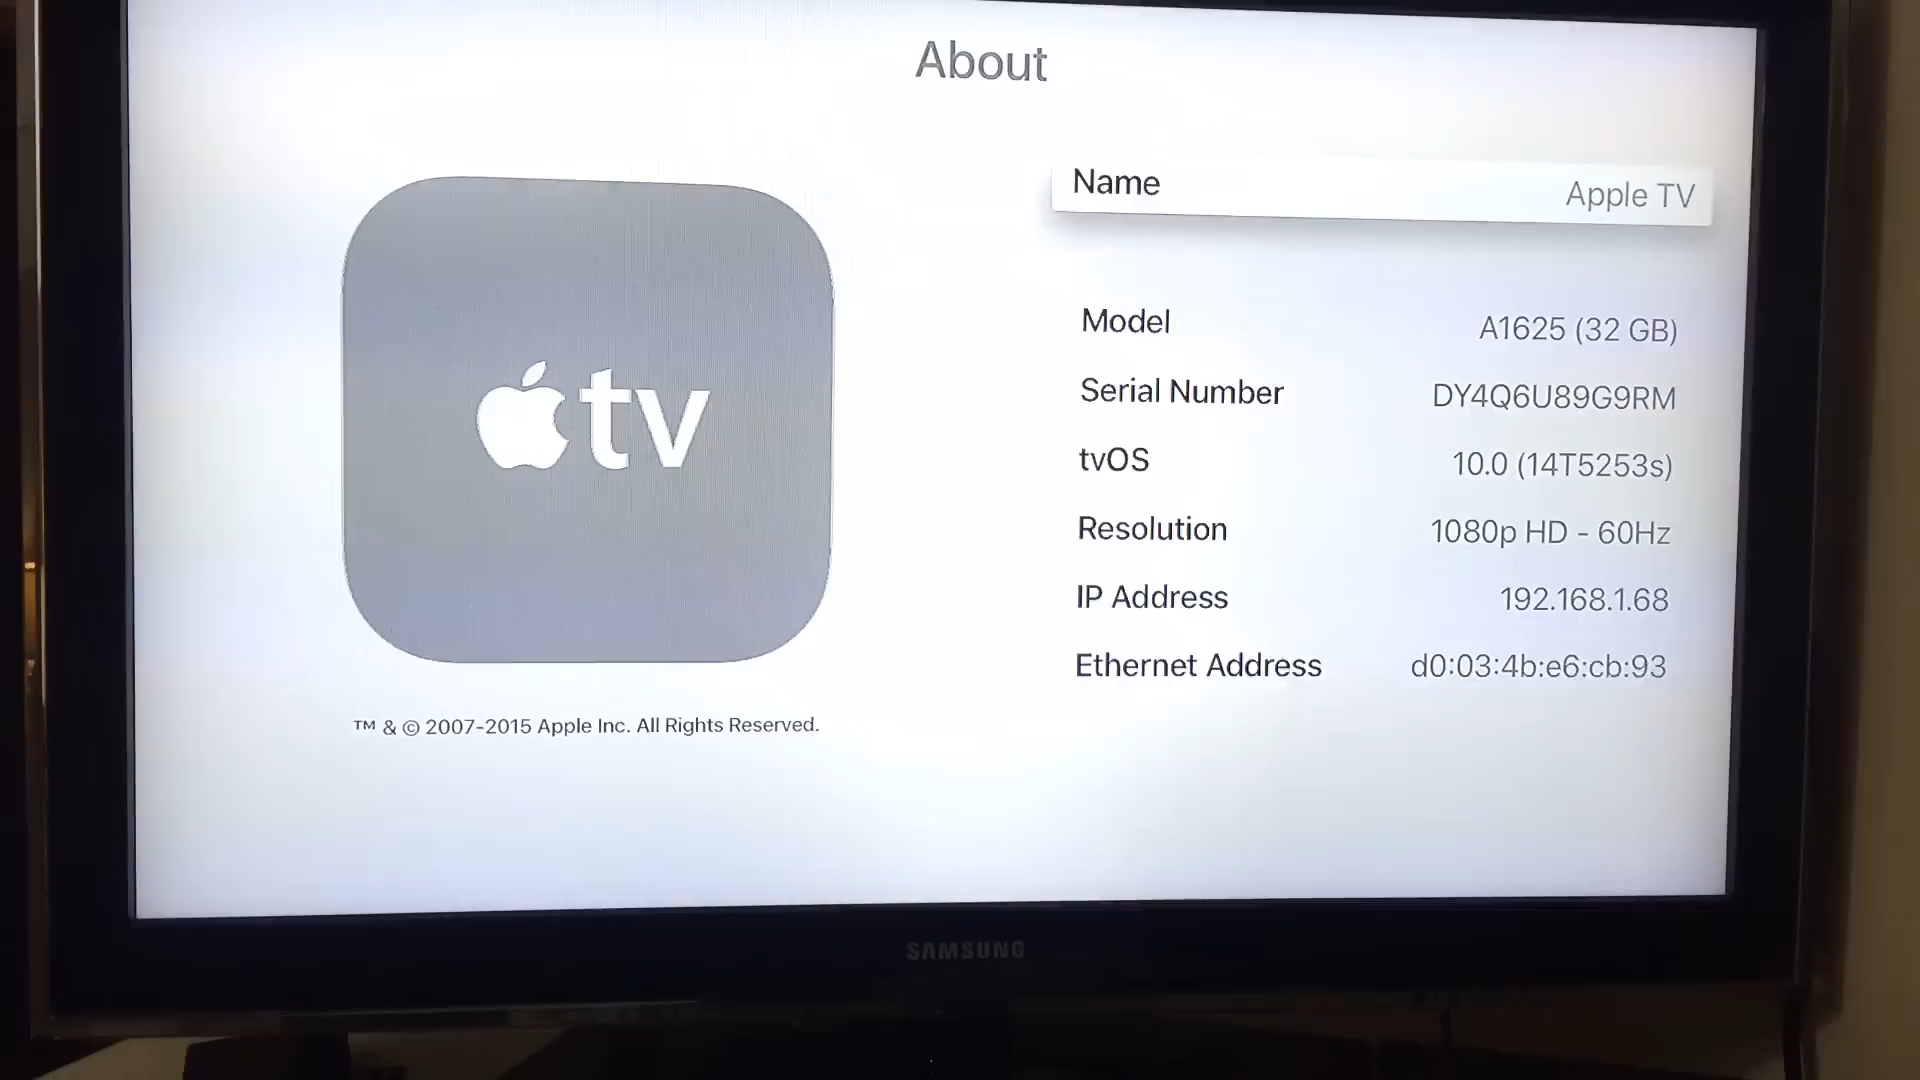 About
Name Apple TV
Model A1625 (32 GB)
Serial Number DY4Q6U89G9RM
tvOS 10.0 (14T5253s)
Resolution 1080p HD - 60Hz
IP Address 192.168.1.68
Ethernet Address d0:03:4b:e6:cb:93
tv
™ & © 2007-2015 Apple Inc. All Rights Reserved.
SAMSUNG